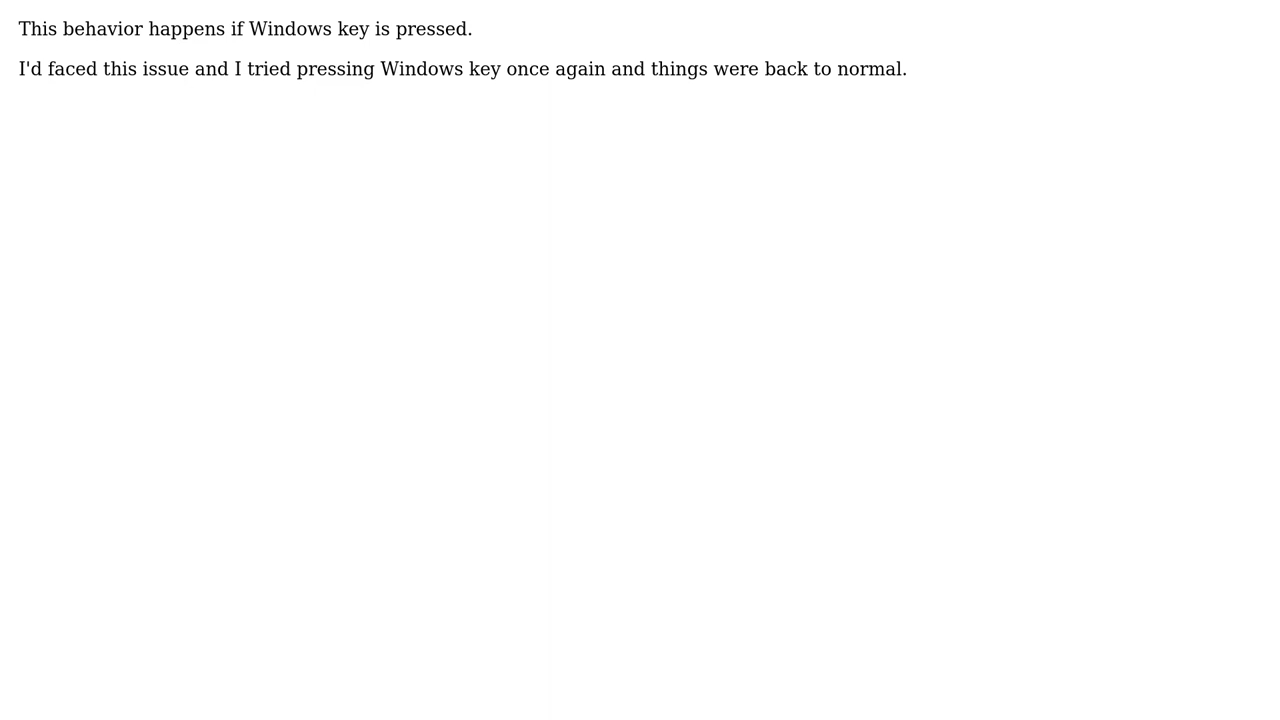 This behavior happens if Windows key is pressed.
I'd faced this issue and I tried pressing Windows key once again and things were back to normal.